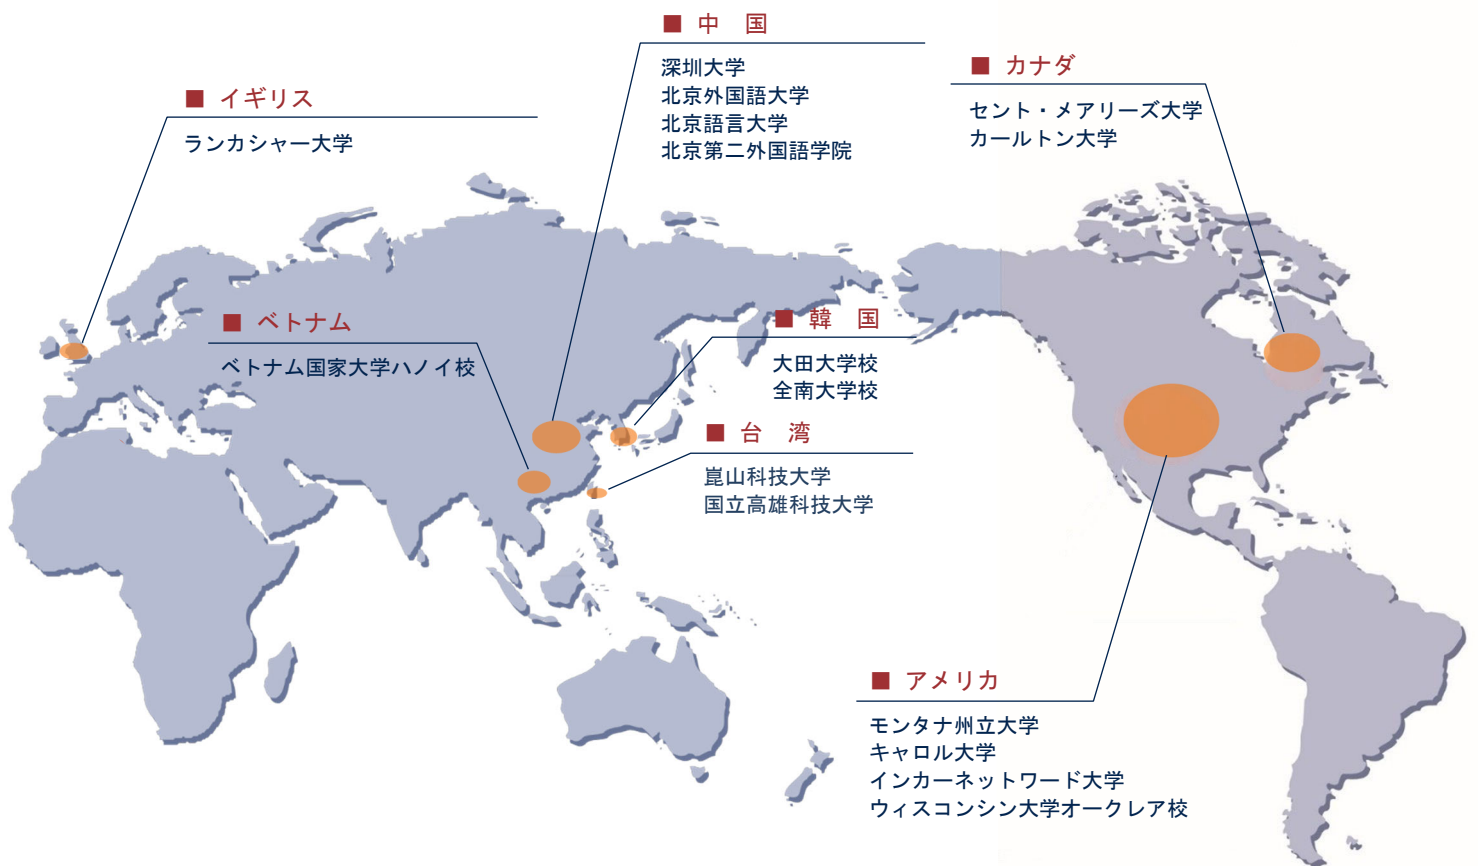 ■ 中　国
深圳大学
北京外国語大学
北京語言大学
北京第二外国語学院
■ カナダ
セント・メアリーズ大学
カールトン大学
■ イギリス
ランカシャー大学
■ ベトナム
ベトナム国家大学ハノイ校
■ 韓　国
大田大学校
全南大学校
■ 台　湾
崑山科技大学
国立高雄科技大学
■ アメリカ
モンタナ州立大学
キャロル大学
インカーネットワード大学
ウィスコンシン大学オークレア校